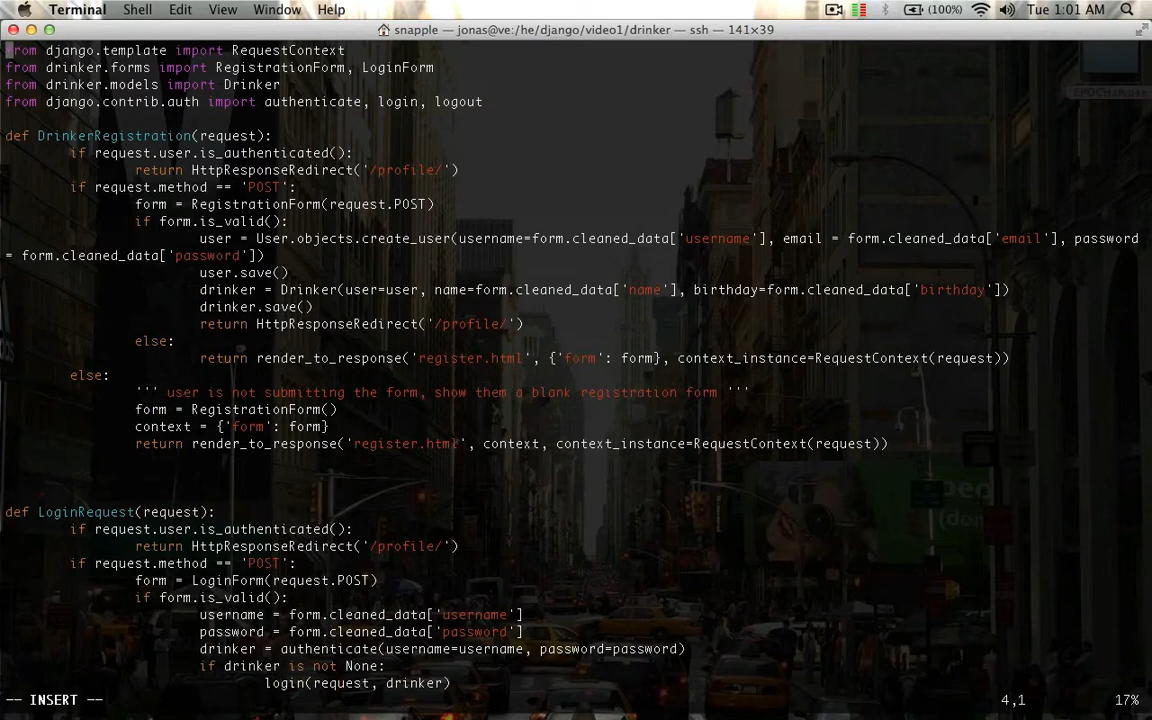 Terminal Shell Edit View Window Help (100%) Tue 1:01 AM
snapple — jonas@ve:/he/django/video1/drinker — ssh — 141×39
from django.template import RequestContext
from drinker.forms import RegistrationForm, LoginForm
from drinker.models import Drinker
from django.contrib.auth import authenticate, login, logout
def DrinkerRegistration(request):
if request.user.is_authenticated():
return HttpResponseRedirect('/profile/')
if request.method == 'POST':
form = RegistrationForm(request.POST)
if form.is_valid():
user = User.objects.create_user(username=form.cleaned_data['username'], email = form.cleaned_data['email'], password
= form.cleaned_data['password'])
user.save()
drinker = Drinker(user=user, name=form.cleaned_data['name'], birthday=form.cleaned_data['birthday'])
drinker.save()
return HttpResponseRedirect('/profile/')
else:
return render_to_response('register.html', {'form': form}, context_instance=RequestContext(request))
else:
''' user is not submitting the form, show them a blank registration form '''
form = RegistrationForm()
context = {'form': form}
return render_to_response('register.html', context, context_instance=RequestContext(request))
def LoginRequest(request):
if request.user.is_authenticated():
return HttpResponseRedirect('/profile/')
if request.method == 'POST':
form = LoginForm(request.POST)
if form.is_valid():
username = form.cleaned_data['username']
password = form.cleaned_data['password']
drinker = authenticate(username=username, password=password)
if drinker is not None:
login(request, drinker)
-- INSERT -- 4,1 17%